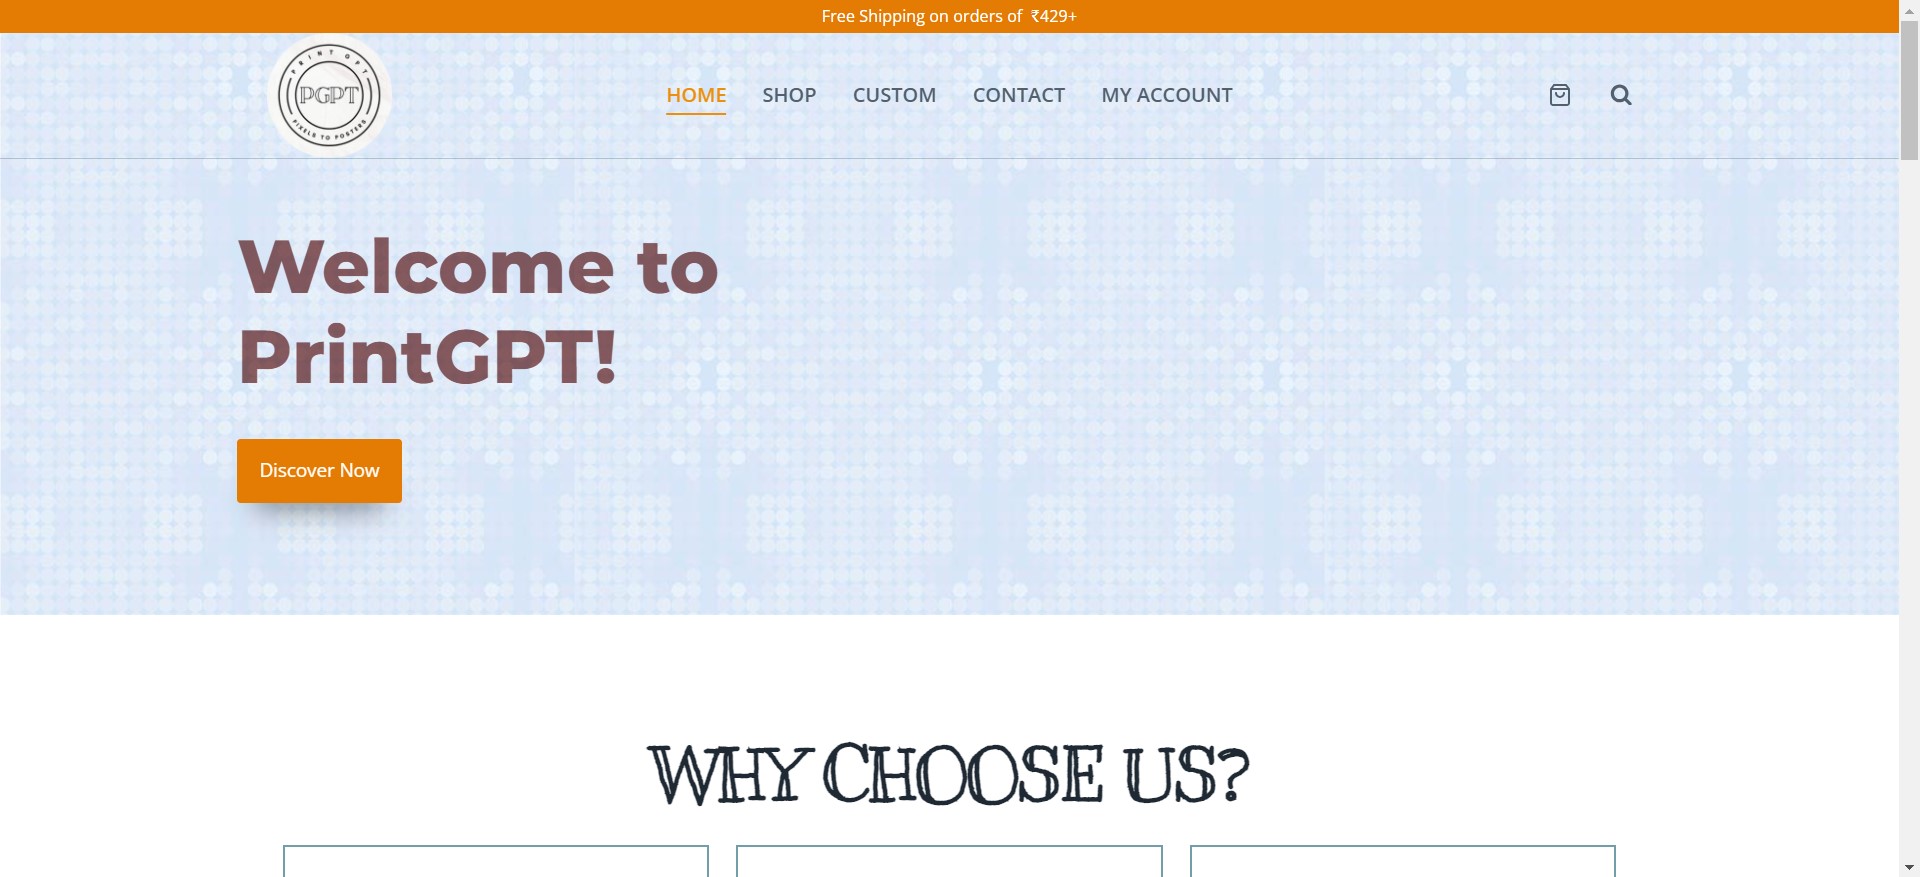 Free Shipping on orders of ₹429+
PRINT GPT
PGPT
PIXELS TO POSTERS
HOME SHOP CUSTOM CONTACT MY ACCOUNT
Welcome to
PrintGPT!
Discover Now
WHY CHOOSE US?